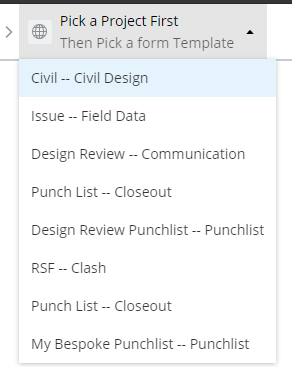 Pick a Project First
Then Pick a form Template
Civil -- Civil Design
Issue -- Field Data
Design Review -- Communication
Punch List -- Closeout
Design Review Punchlist -- Punchlist
RSF -- Clash
Punch List -- Closeout
My Bespoke Punchlist -- Punchlist